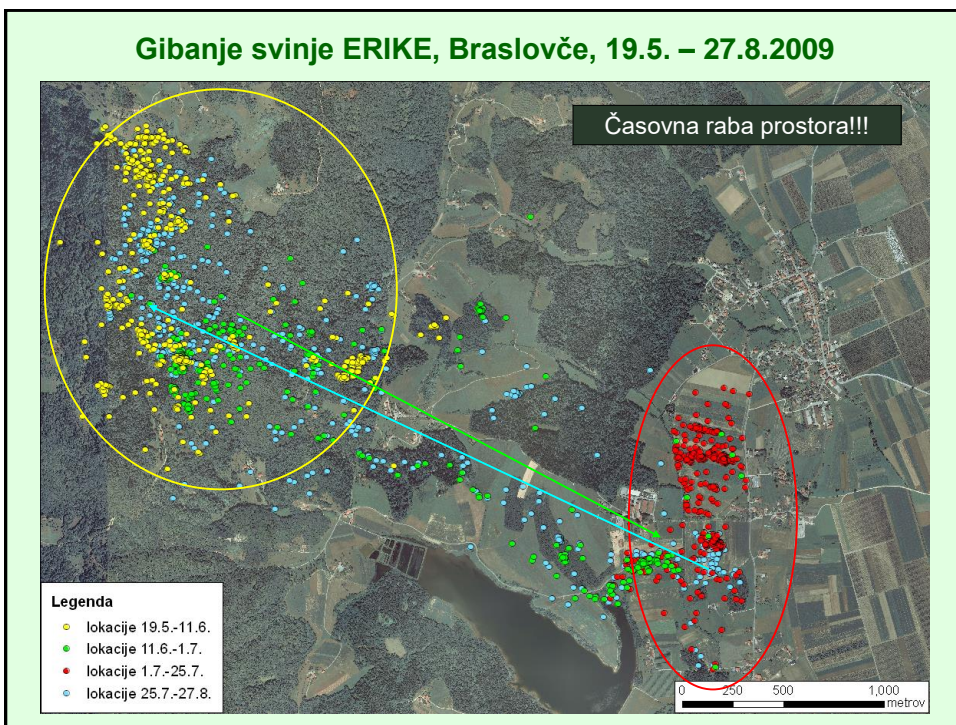 Gibanje svinje ERIKE, Braslovče, 19.5. – 27.8.2009
Časovna raba prostora!!!
Legenda
lokacije 19.5.-11.6.
lokacije 11.6.-1.7.
lokacije 1.7.-25.7.
lokacije 25.7.-27.8.
0 250 500 1,000
metrov